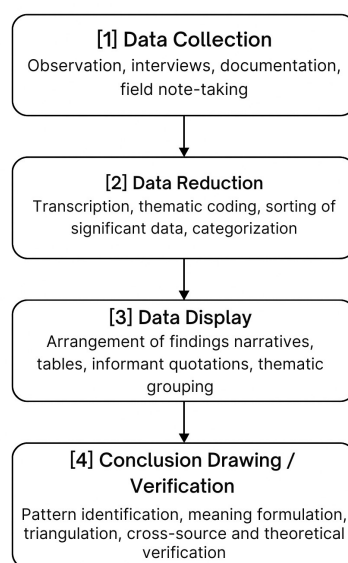 [1] Data Collection
Observation, interviews, documentation,
field note-taking
[2] Data Reduction
Transcription, thematic coding, sorting of
significant data, categorization
[3] Data Display
Arrangement of findings narratives,
tables, informant quotations, thematic
grouping
[4] Conclusion Drawing /
Verification
Pattern identification, meaning formulation,
triangulation, cross-source and theoretical
verification